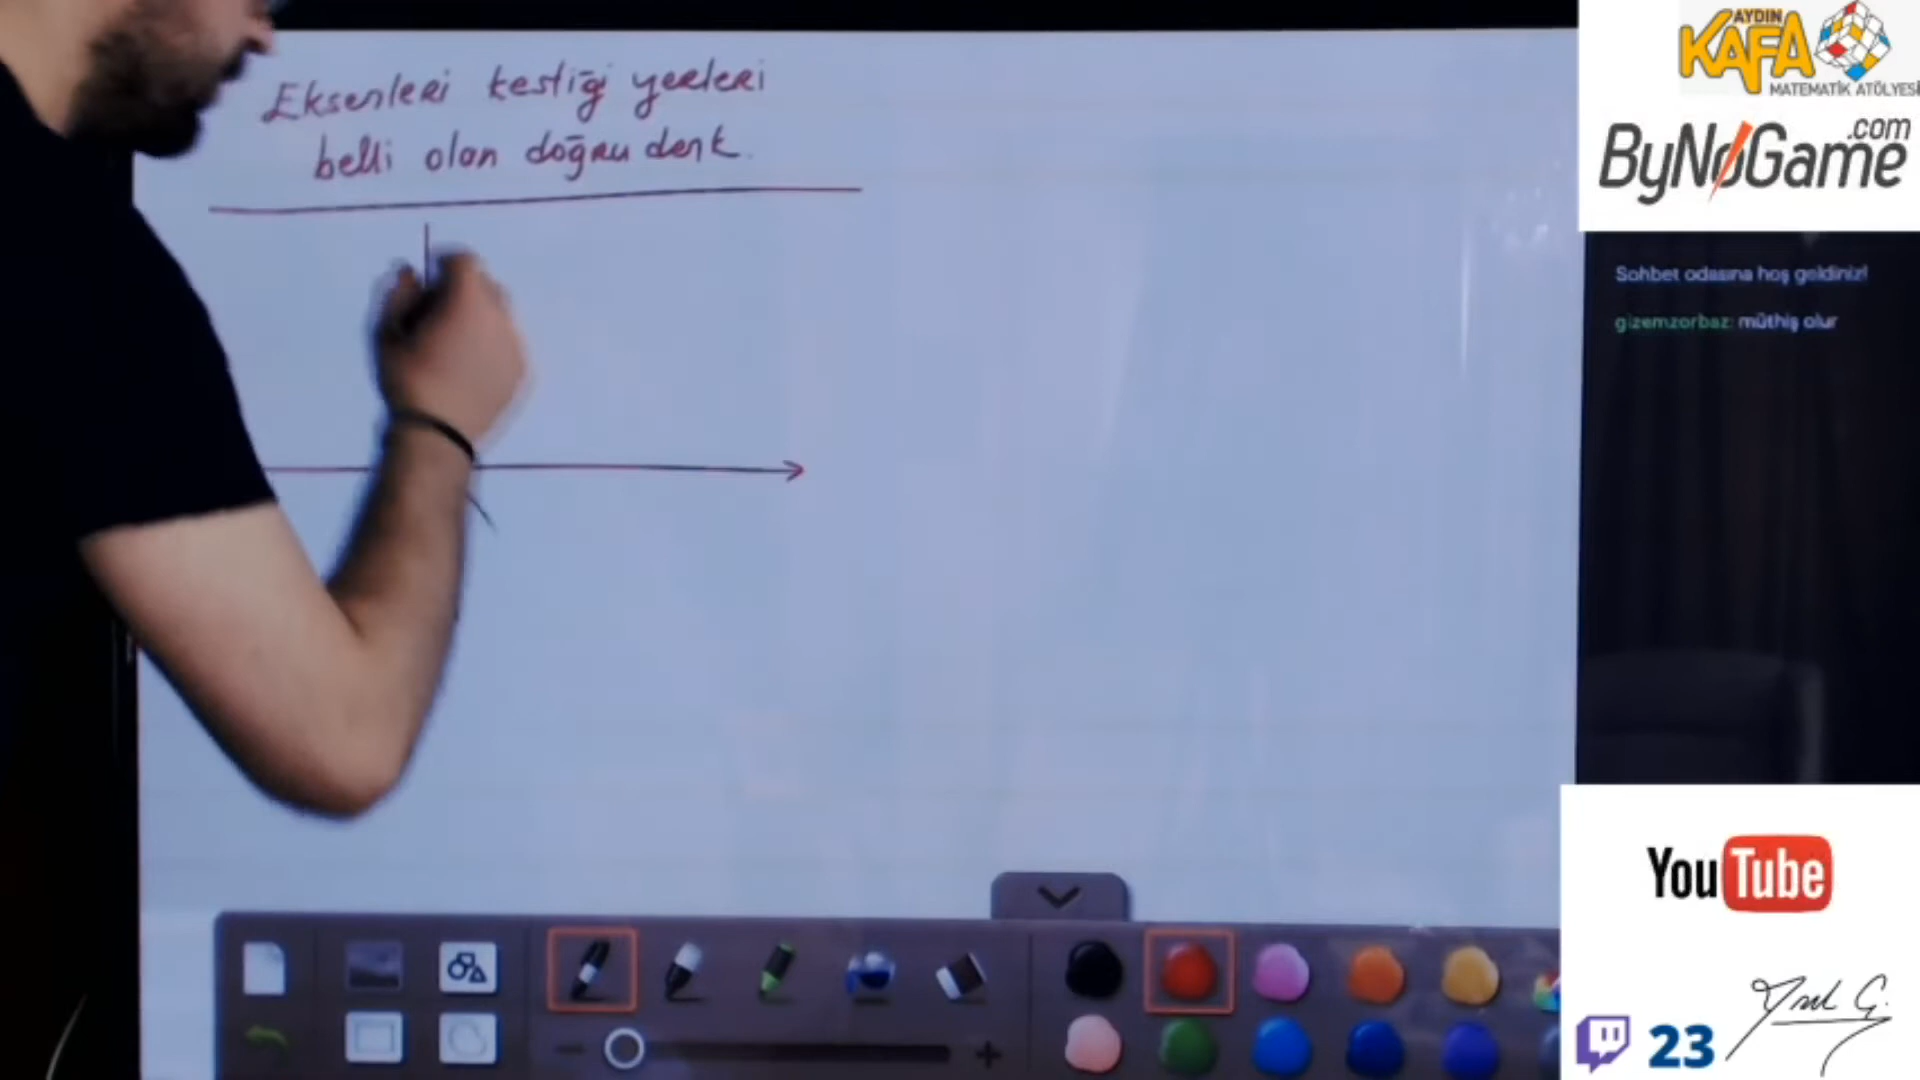 Eksenleri kestiği yerleri
belli olan doğru denk.
AYDIN
KAFA
MATEMATİK ATÖLYESİ
ByNoGame.com
Sohbet odasına hoş geldiniz!
gizemzorbaz: müthiş olur
YouTube
23